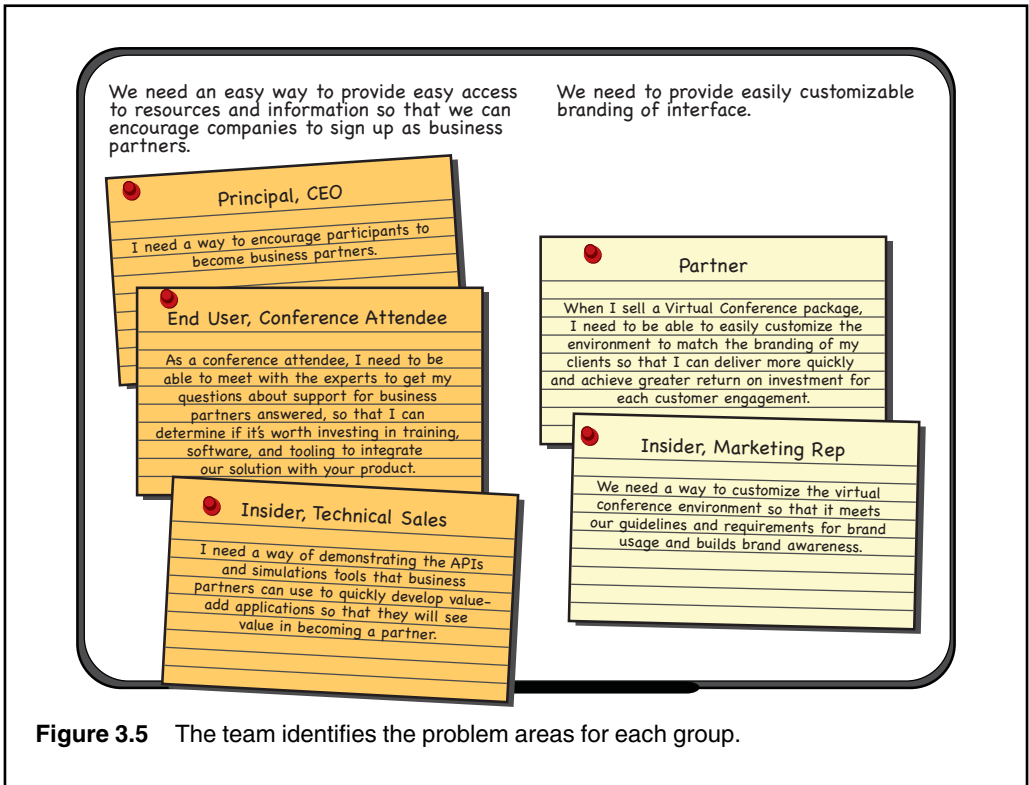 We need an easy way to provide easy access
to resources and information so that we can
encourage companies to sign up as business
partners.
Principal, CEO
I need a way to encourage participants to
become business partners.
End User, Conference Attendee
As a conference attendee, I need to be
able to meet with the experts to get my
questions about support for business
partners answered, so that I can
determine if it's worth investing in training,
software, and tooling to integrate
our solution with your product.
Insider, Technical Sales
I need a way of demonstrating the APIs
and simulations tools that business
partners can use to quickly develop value-
add applications so that they will see
value in becoming a partner.
We need to provide easily customizable
branding of interface.
Partner
When I sell a Virtual Conference package,
I need to be able to easily customize the
environment to match the branding of my
clients so that I can deliver more quickly
and achieve greater return on investment for
each customer engagement.
Insider, Marketing Rep
We need a way to customize the virtual
conference environment so that it meets
our guidelines and requirements for brand
usage and builds brand awareness.
Figure 3.5 The team identifies the problem areas for each group.